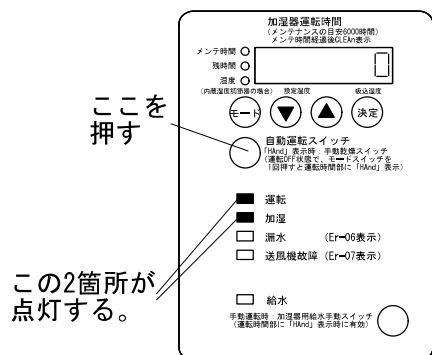 加湿器運転時間
(メンテナンスの目安6000時間)
メンテ時間経過後CLEAn表示
メンテ時間
残時間
湿度
0
(内蔵湿度調節器の場合)
設定湿度
吸込湿度
モード
決定
ここを
押す
自動運転スイッチ
「HAnd」表示時:手動乾燥スイッチ
(運転OFF状態で、モードスイッチを
1回押すと運転時間部に「HAnd」表示)
運転
加湿
漏水 (Er-06表示)
送風機故障 (Er-07表示)
この2箇所が
点灯する。
給水
手動運転時:加湿器用給水手動スイッチ
(運転時間部に「HAnd」表示時に有効)